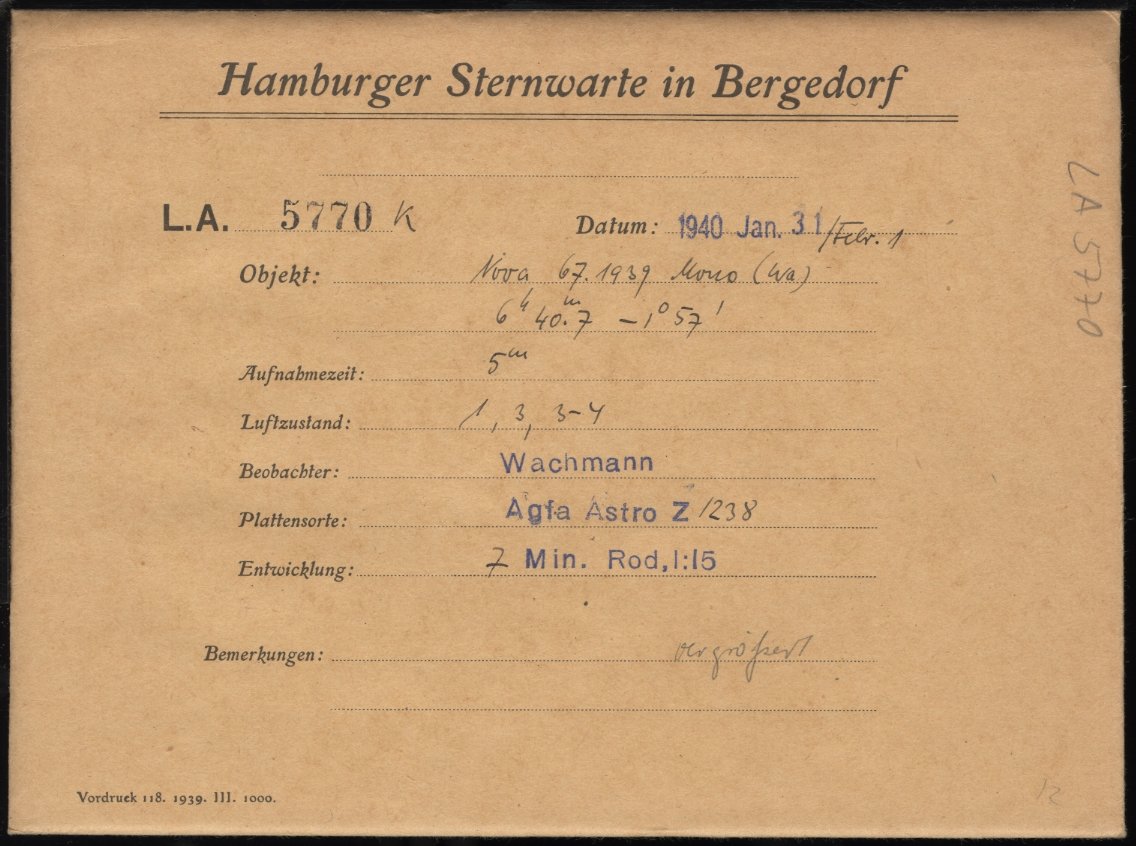 Hamburger Sternwarte in Bergedorf
L.A. 5770 K
Datum: 1940 Jan. 31/Febr. 1
Objekt: Nova 67.1939 Mono (Wa)
6ʰ 40.ᵐ7 –1° 57'
Aufnahmezeit: 5ᵐ
Luftzustand: 1, 3, 3–4
Beobachter: Wachmann
Plattensorte: Agfa Astro Z 1238
Entwicklung: 7 Min. Rod, 1:15
Bemerkungen: vergrößert
Vordruck 118. 1939. III. 1000.
LA 5770
12